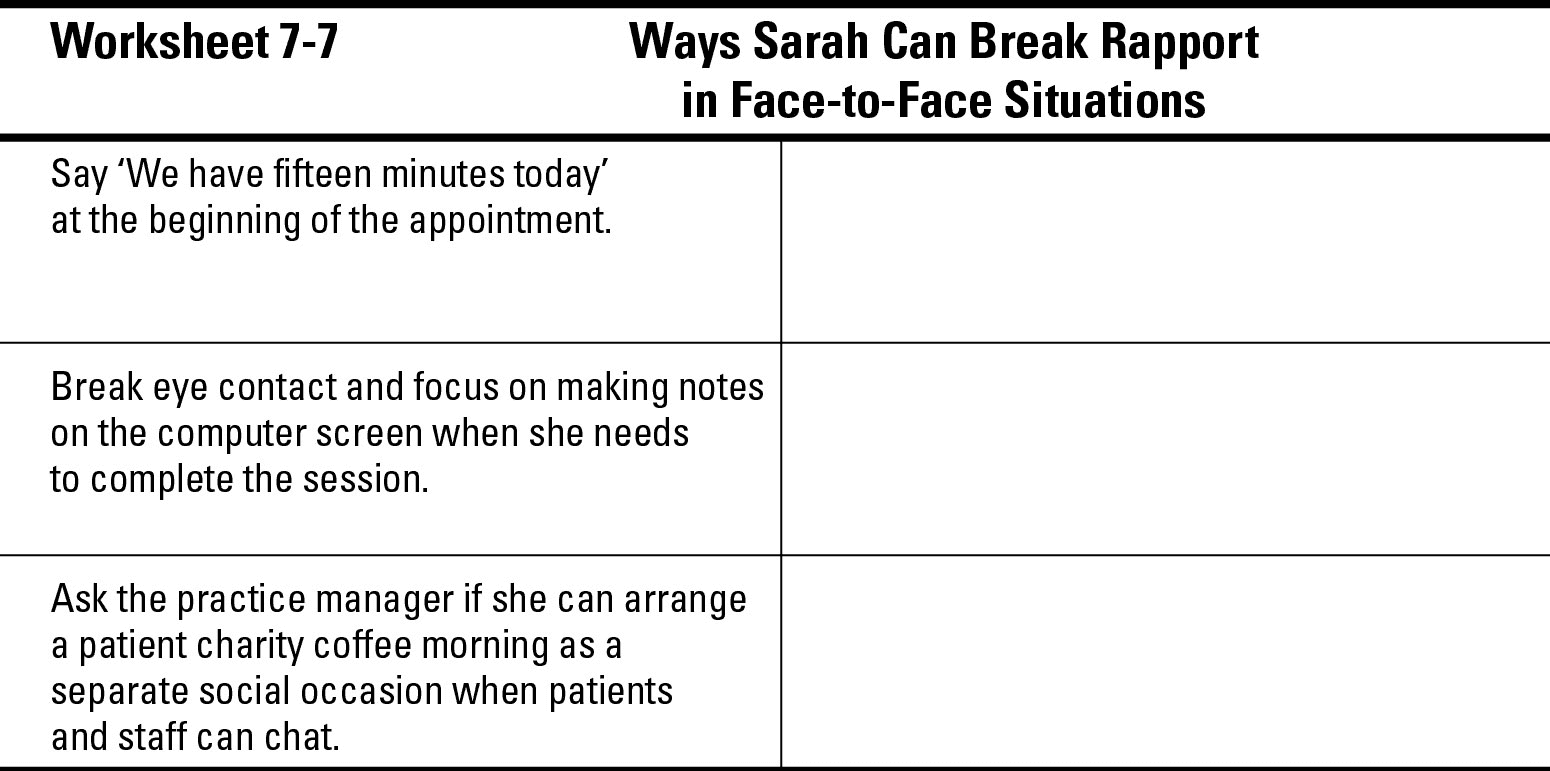 Worksheet 7-7
Ways Sarah Can Break Rapport
in Face-to-Face Situations
Say ‘We have fifteen minutes today’
at the beginning of the appointment.
Break eye contact and focus on making notes
on the computer screen when she needs
to complete the session.
Ask the practice manager if she can arrange
a patient charity coffee morning as a
separate social occasion when patients
and staff can chat.